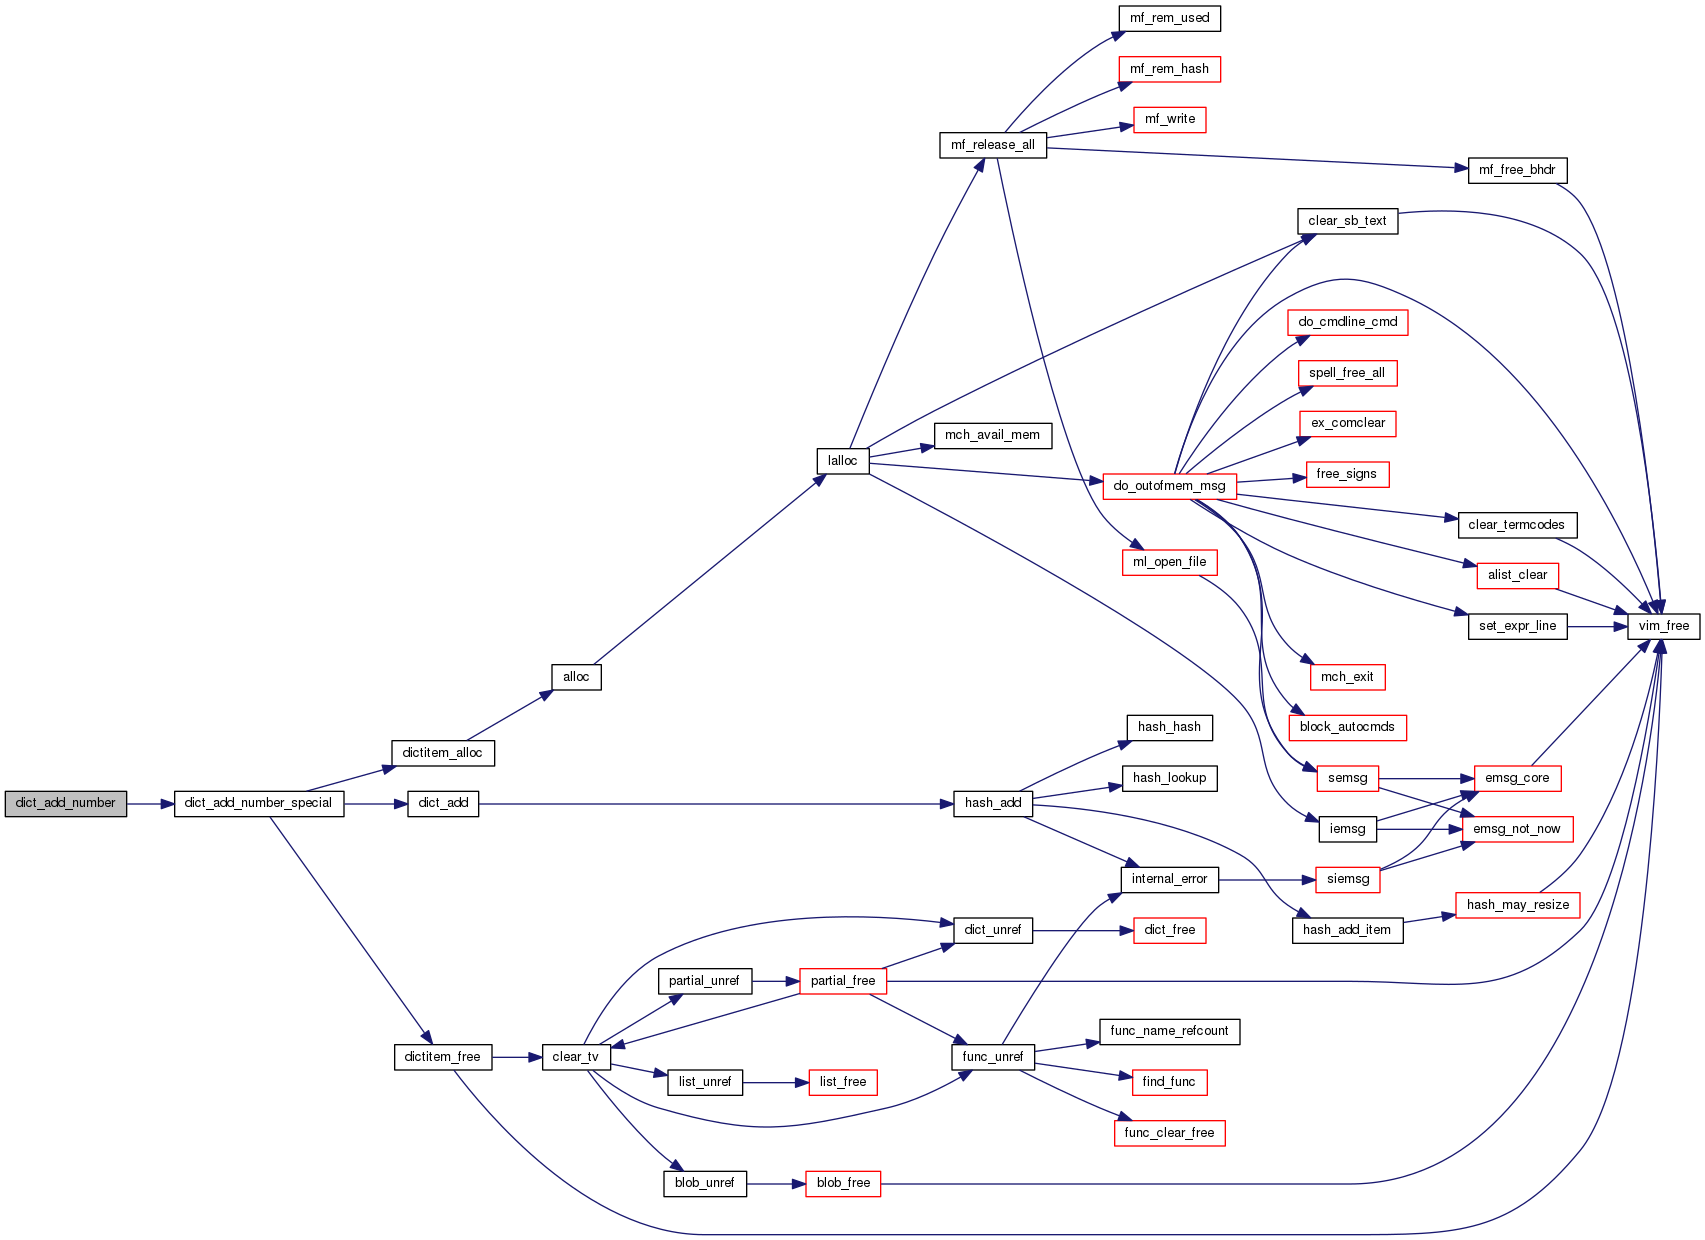 mf_rem_used
mf_rem_hash
mf_write
mf_release_all
mf_free_bhdr
clear_sb_text
do_cmdline_cmd
spell_free_all
ex_comclear
mch_avail_mem
lalloc
free_signs
do_outofmem_msg
clear_termcodes
ml_open_file
alist_clear
set_expr_line
vim_free
alloc
mch_exit
hash_hash
block_autocmds
dictitem_alloc
hash_lookup
semsg
emsg_core
dict_add_number
dict_add_number_special
dict_add
hash_add
iemsg
emsg_not_now
internal_error
siemsg
hash_may_resize
dict_unref
dict_free
hash_add_item
partial_unref
partial_free
func_name_refcount
dictitem_free
clear_tv
func_unref
list_unref
list_free
find_func
func_clear_free
blob_unref
blob_free